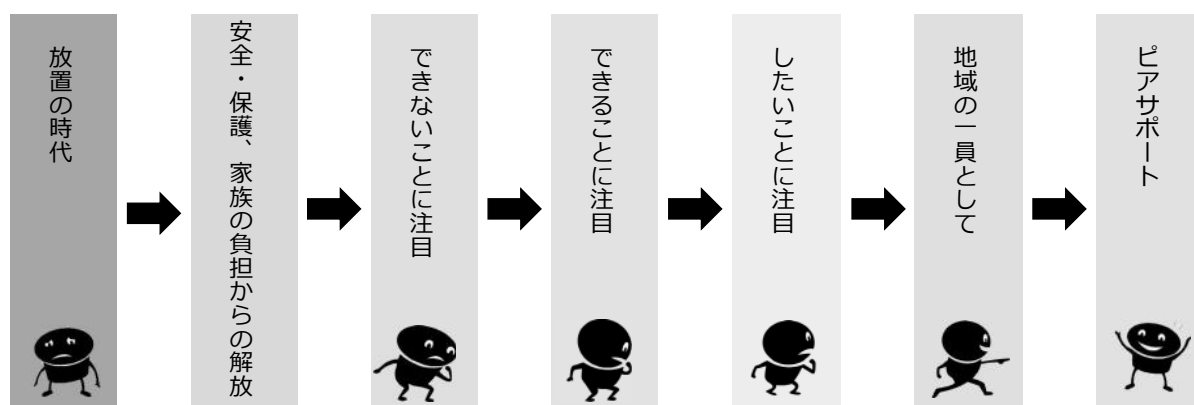 放置の時代
安全・保護、家族の負担からの解放
できないことに注目
できることに注目
したいことに注目
地域の一員として
ピアサポート